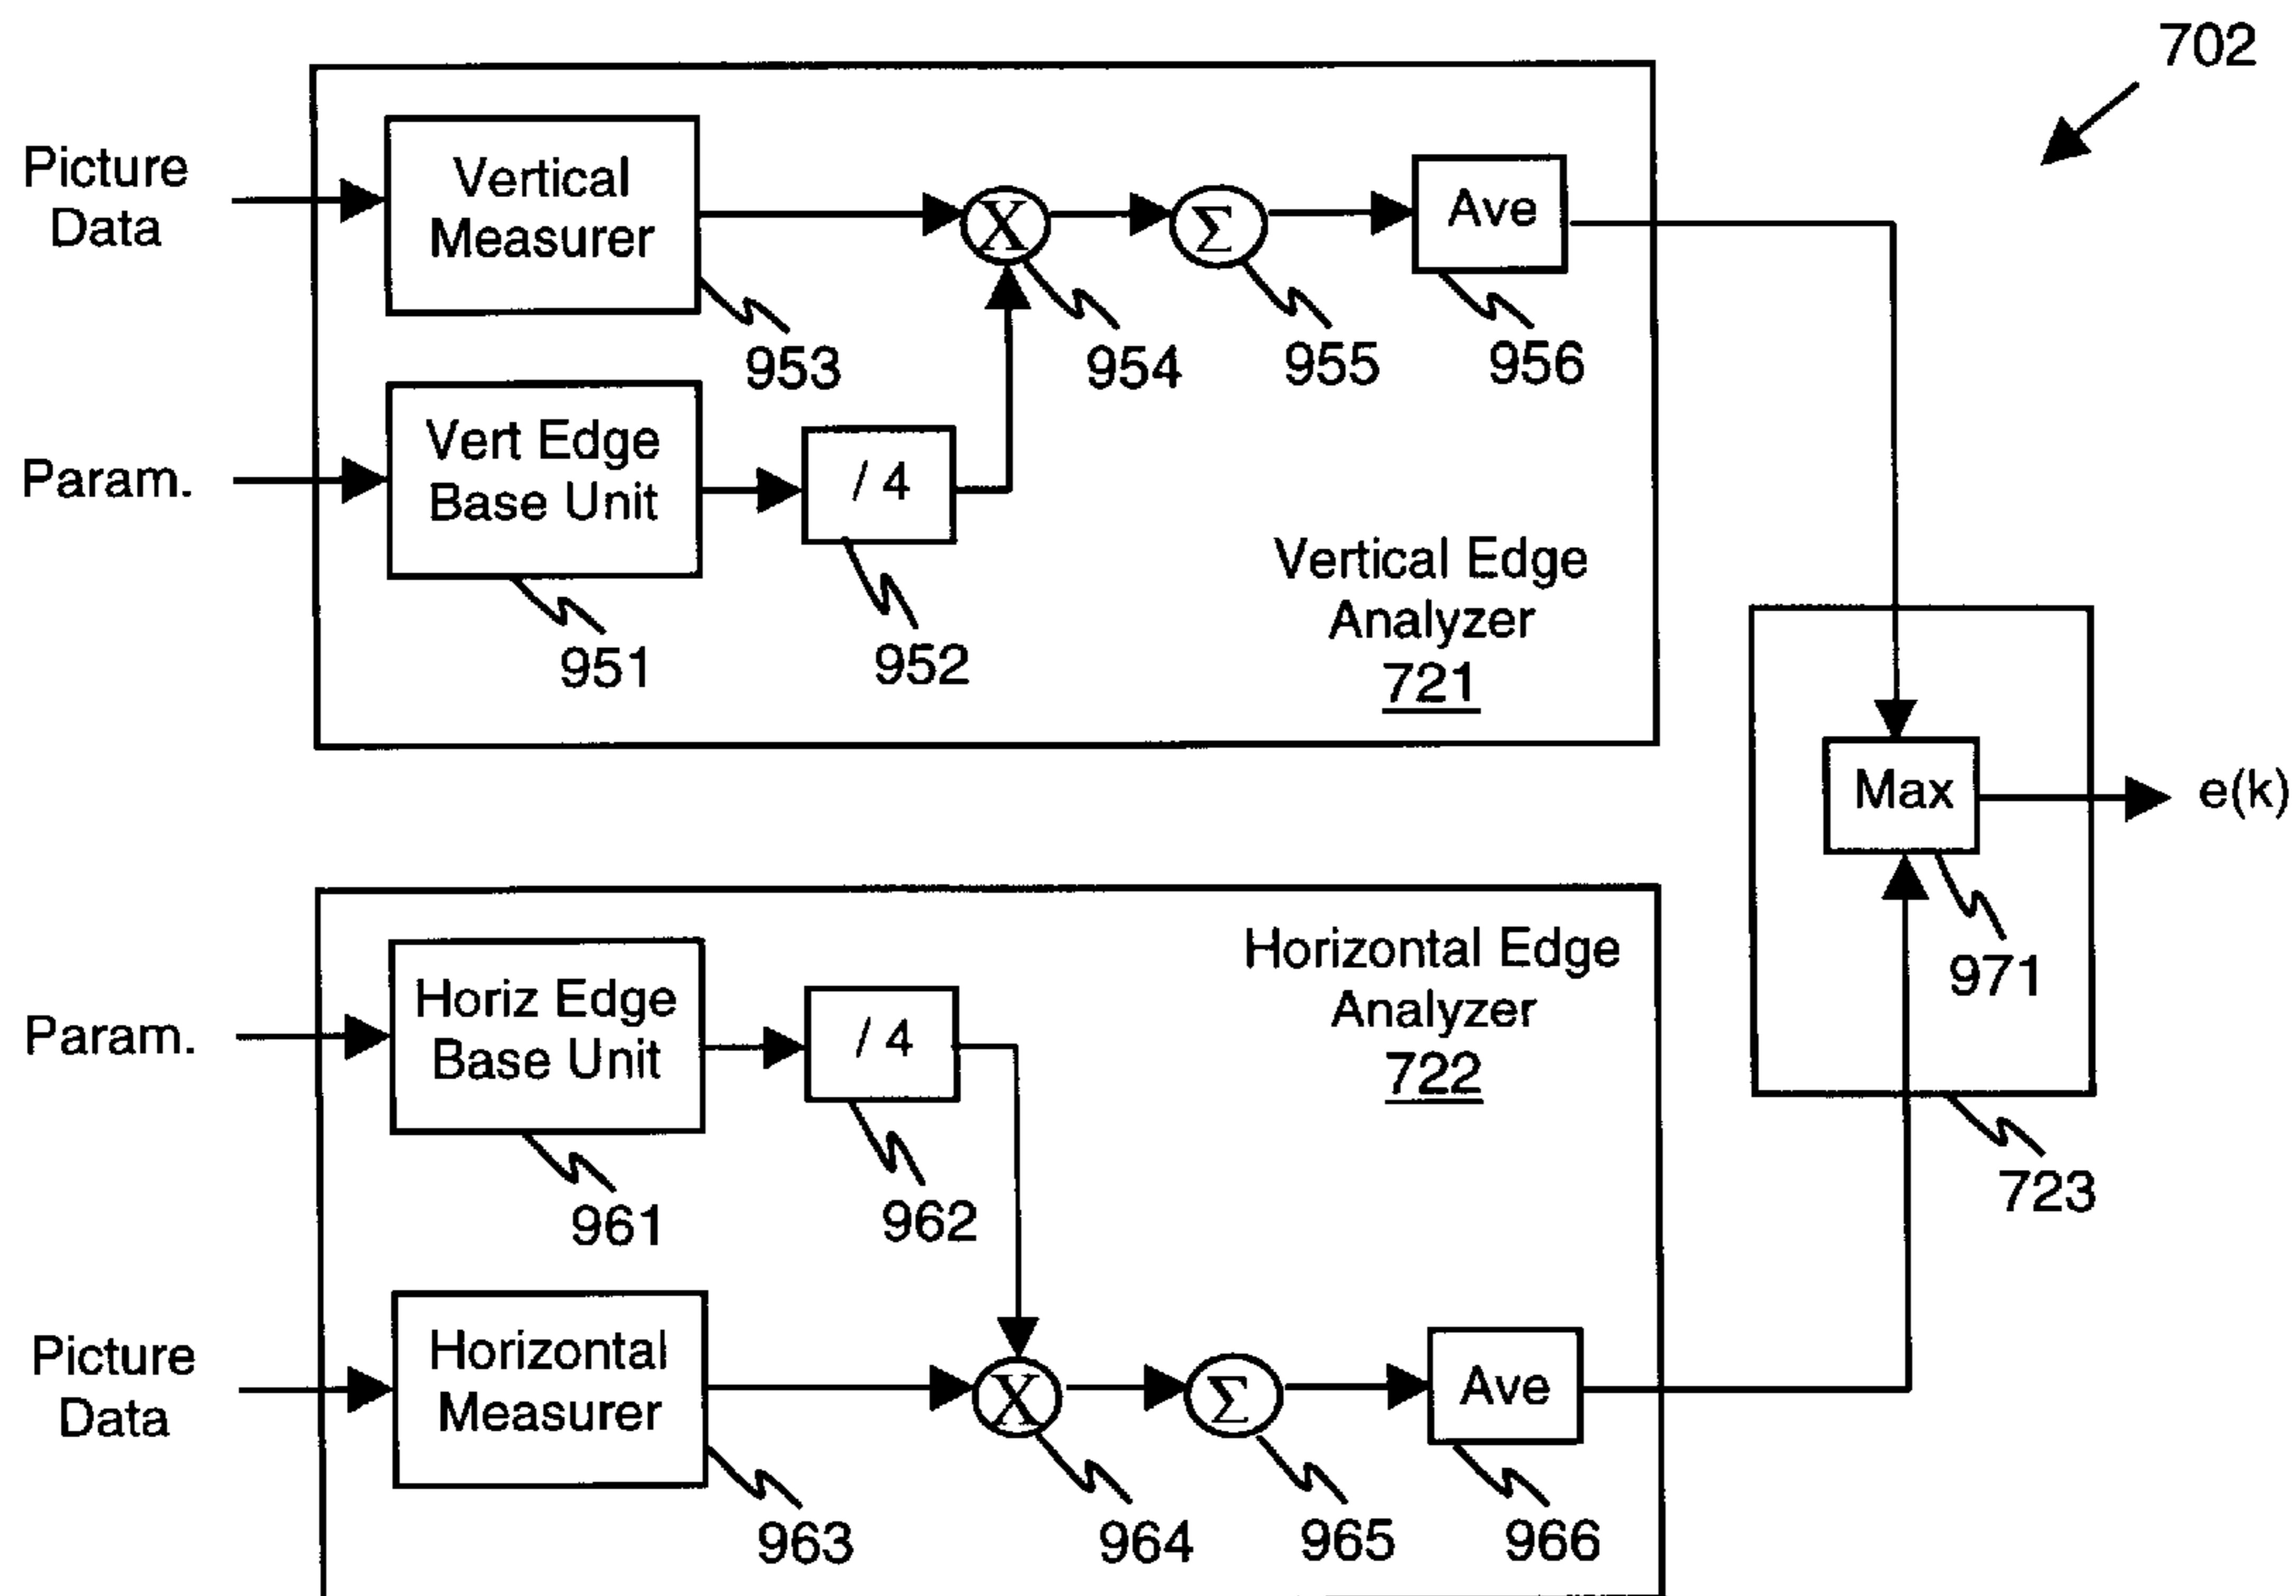 702
Picture
Data
Vertical
Measurer
X
Σ
Ave
953
954
955
956
Param.
Vert Edge
Base Unit
/ 4
951
952
Vertical Edge
Analyzer
721
Max
e(k)
971
723
Horizontal Edge
Analyzer
722
Param.
Horiz Edge
Base Unit
/ 4
961
962
Picture
Data
Horizontal
Measurer
X
Σ
Ave
963
964
965
966